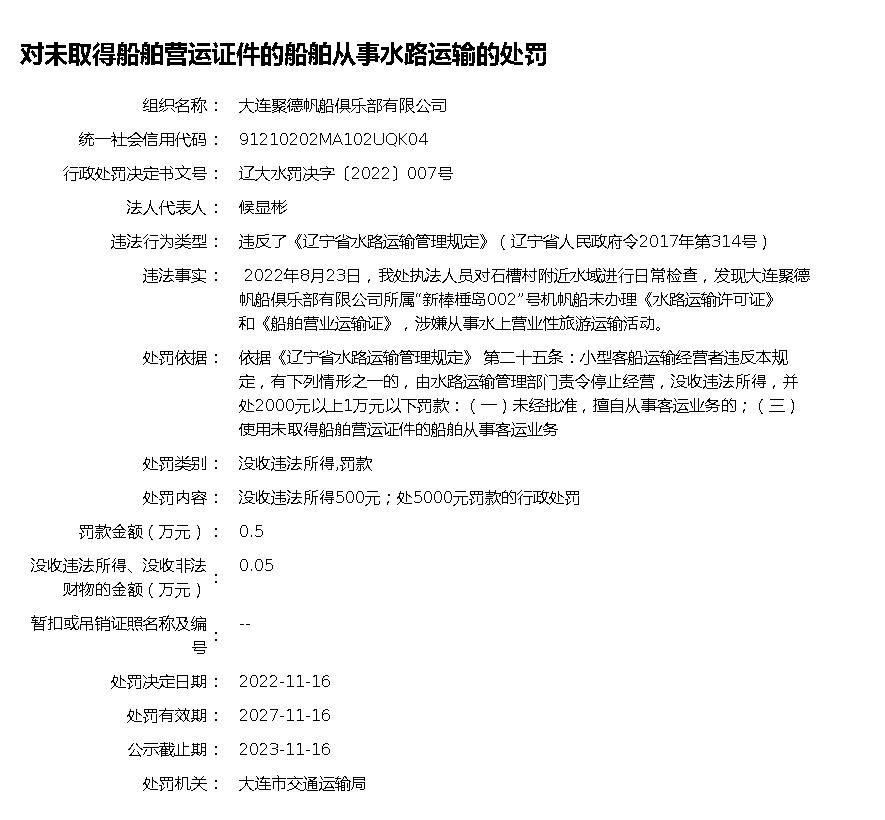 对未取得船舶营运证件的船舶从事水路运输的处罚
组织名称： 大连聚德帆船俱乐部有限公司
统一社会信用代码： 91210202MA102UQK04
行政处罚决定书文号： 辽大水罚决字〔2022〕007号
法人代表人： 候显彬
违法行为类型： 违反了《辽宁省水路运输管理规定》（辽宁省人民政府令2017年第314号）
违法事实： 2022年8月23日，我处执法人员对石槽村附近水域进行日常检查，发现大连聚德
帆船俱乐部有限公司所属“新棒棰岛002”号机帆船未办理《水路运输许可证》
和《船舶营业运输证》，涉嫌从事水上营业性旅游运输活动。
处罚依据： 依据《辽宁省水路运输管理规定》 第二十五条：小型客船运输经营者违反本规
定，有下列情形之一的，由水路运输管理部门责令停止经营，没收违法所得，并
处2000元以上1万元以下罚款：（一）未经批准，擅自从事客运业务的；（三）
使用未取得船舶营运证件的船舶从事客运业务
处罚类别： 没收违法所得,罚款
处罚内容： 没收违法所得500元；处5000元罚款的行政处罚
罚款金额（万元）： 0.5
没收违法所得、没收非法
财物的金额（万元）： 0.05
暂扣或吊销证照名称及编
号： --
处罚决定日期： 2022-11-16
处罚有效期： 2027-11-16
公示截止期： 2023-11-16
处罚机关： 大连市交通运输局